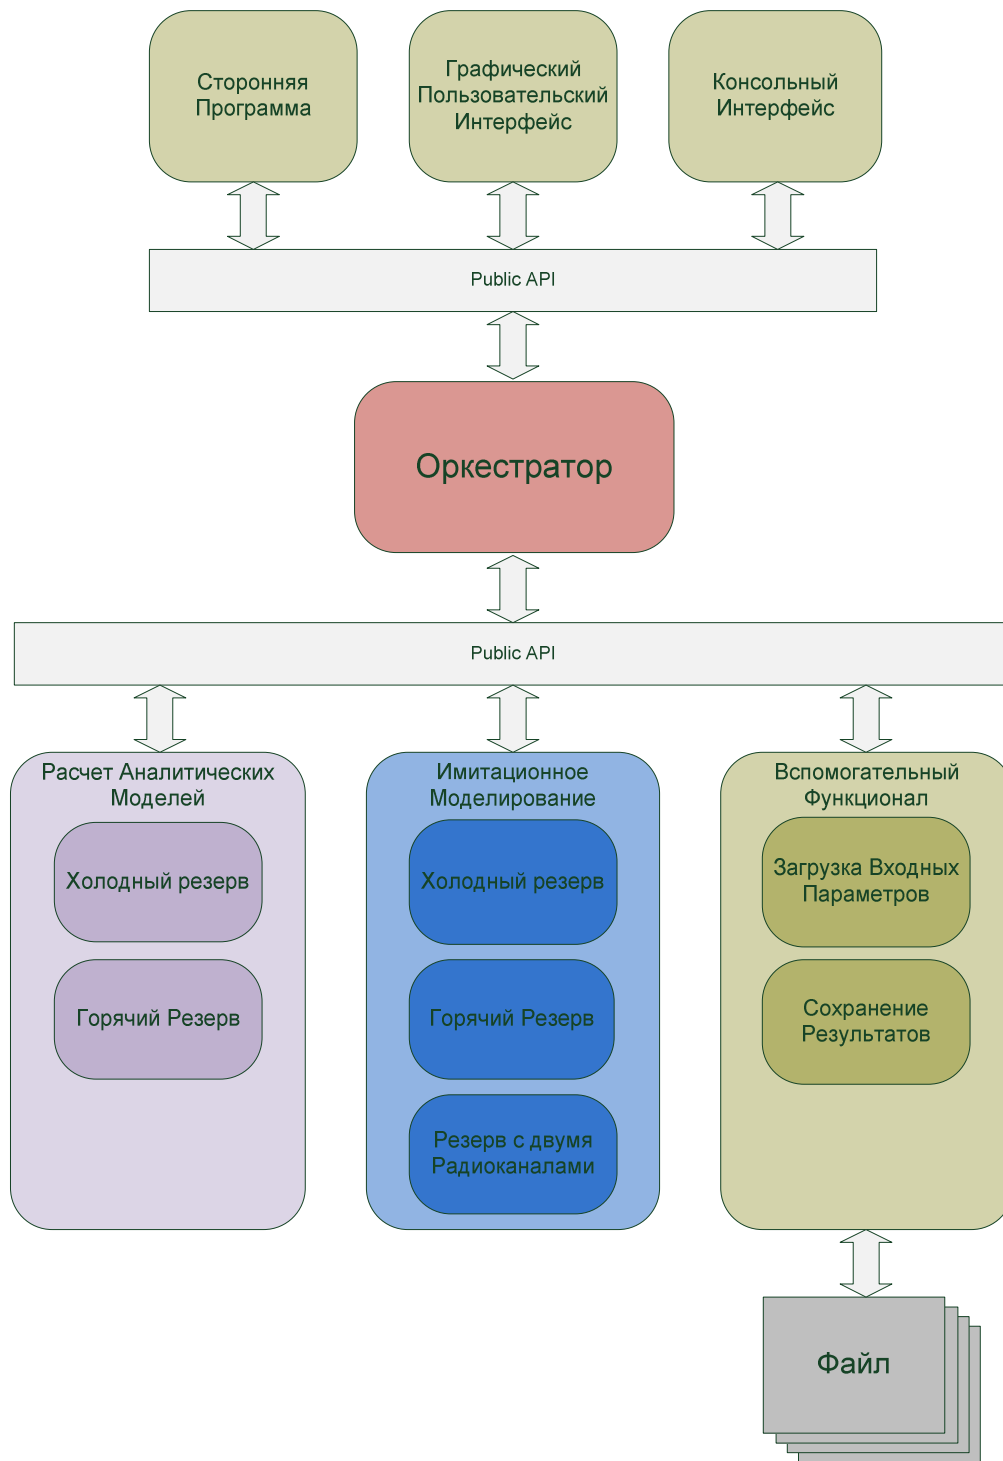 Сторонняя
Программа
Графический
Пользовательский
Интерфейс
Консольный
Интерфейс
Public API
Оркестратор
Public API
Расчет Аналитических
Моделей
Холодный резерв
Горячий Резерв
Имитационное
Моделирование
Холодный резерв
Горячий Резерв
Резерв с двумя
Радиоканалами
Вспомогательный
Функционал
Загрузка Входных
Параметров
Сохранение
Результатов
Файл